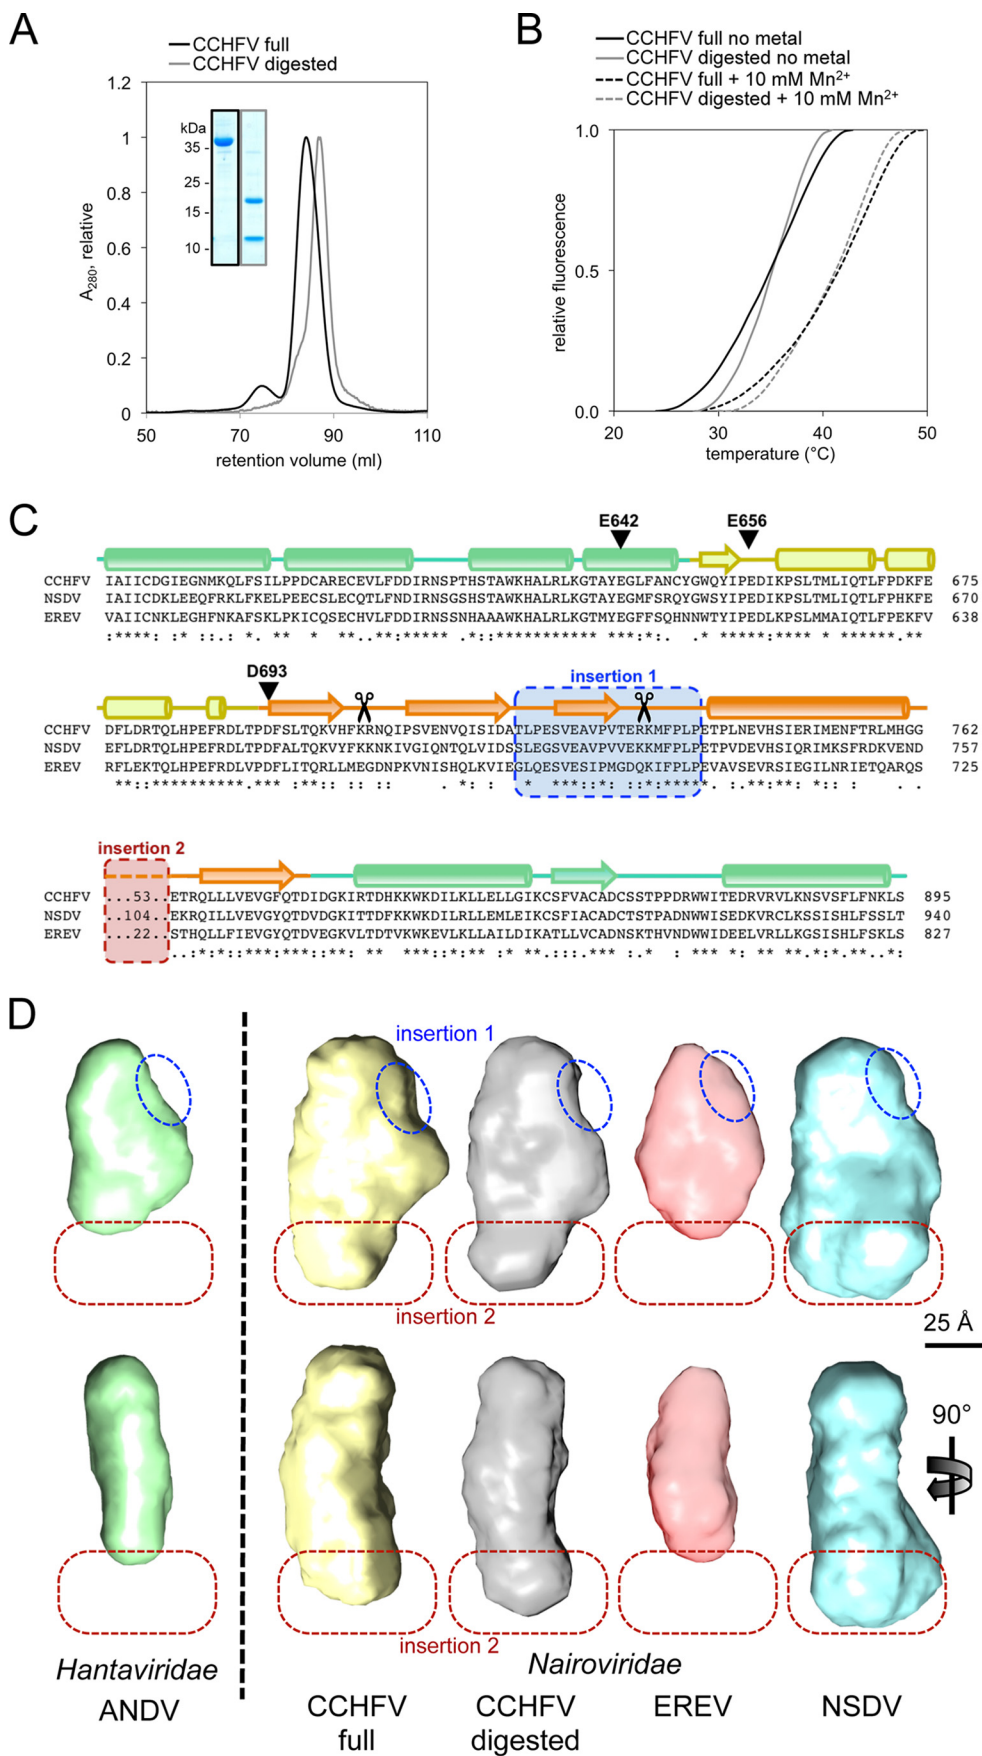 A
CCHFV full
CCHFV digested
1.2
1
0.8
0.6
0.4
0.2
0
A280, relative
kDa
35 -
25 -
15 -
10 -
50 70 90 110
retention volume (ml)
B
CCHFV full no metal
CCHFV digested no metal
CCHFV full + 10 mM Mn2+
CCHFV digested + 10 mM Mn2+
1.0
0.5
0.0
relative fluorescence
20 30 40 50
temperature (°C)
C
E642 E656
CCHFV IAIICDGIEGNMKQLFSILPPDCARECEVLFDDIRNSPTHSTAWKHALRLKGTAYEGLFANCYGWQYIPEDIKPSLTMLIQTLFPDKFE 675
NSDV IAIICDKLEEQFRKLFKELPEECSLECQTLFNDIRNSGSHSTAWKHALRLKGTAYEGMFSRQYGWSYIPEDIKPSLTMLIQTLFPHKFE 670
EREV VAIICNKLEGHFNKAFSKLPKICQSECHVLFDDIRNSSNHAAAWKHALRLKGTMYEGFFSQHNNWTYIPEDLKPSLMMAIQTLFPEKFV 638
D693
insertion 1
CCHFV DFLDRTQLHPEFRDLTPDFSLTQKVHFKRNQIPSVENVQISIDATLPESVEAVPVTERKMFPLPETPLNEVHSIERIMENFTRLMHGG 762
NSDV EFLDRTQLHPEFRDLTPDFALTQKVYFKKNKIVGIQNTQLVIDSSLEGSVEAVPVTEKKMFPLPETPVDEVHSIQRIMKSFRDKVEND 757
EREV RFLEKTQLHPEFRDLVPDFLITQRLLMEGDNPKVNISHQLKVIEGLQESVESIPMGDQKIFPLPEVAVSEVRSIEGILNRIETQARQS 725
insertion 2
CCHFV ...53..ETRQLLLVEVGFQTDIDGKIRTDHKKWKDILKLLELLGIKCSFVACADCSSTPPDRWWITEDRVRVLKNSVSFLFNKLS 895
NSDV ..104..EKRQIILVEVGYQTDVDGKITTDHKKWKDILRLLEMLEIKCSFIACADCTSTPADNWWISEDKVRCLKSSISHLFSSLT 940
EREV ...22..STHQLLFIEVGYQTDVEGKVLTDTVKWKEVLKLLAILDIKATLLVCADNSKTHVNDWWIDEELVRLLKGSISHLFSKLS 827
D
insertion 1
insertion 2
25 Å
90°
insertion 2
Hantaviridae Nairoviridae
ANDV CCHFV full CCHFV digested EREV NSDV